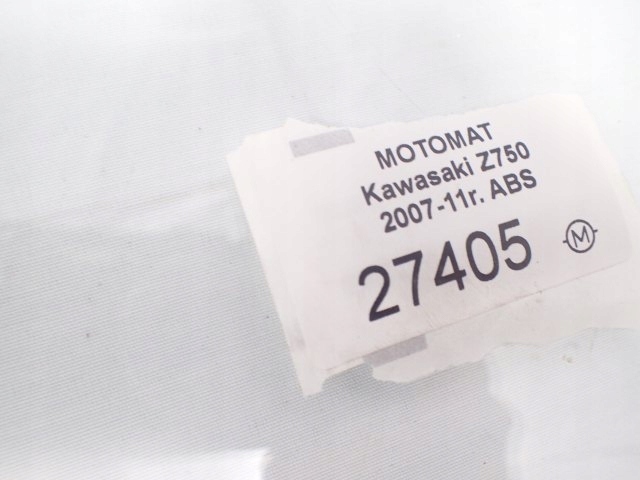 MOTOMAT
Kawasaki Z750
2007-11r. ABS
27405
M